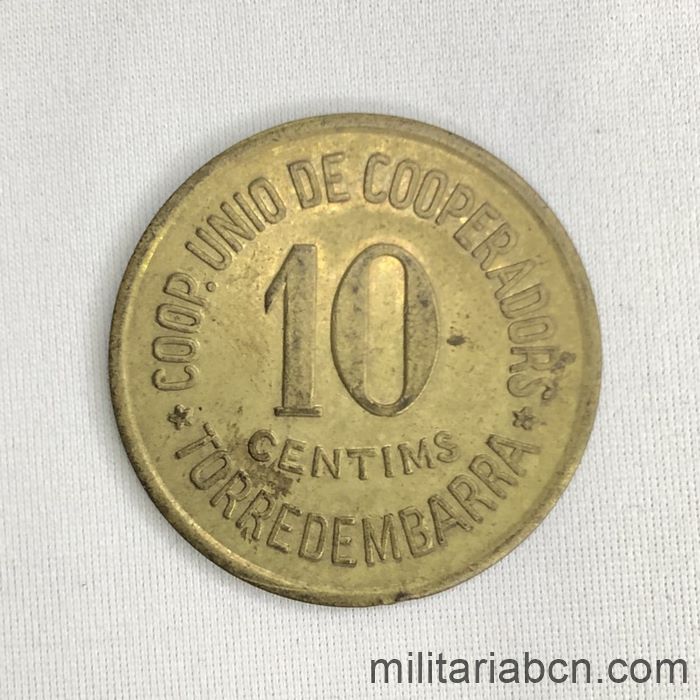 COOP. UNIO DE COOPERADORS
10
CENTIMS
* TORREDEMBARRA *
militariabcn.com